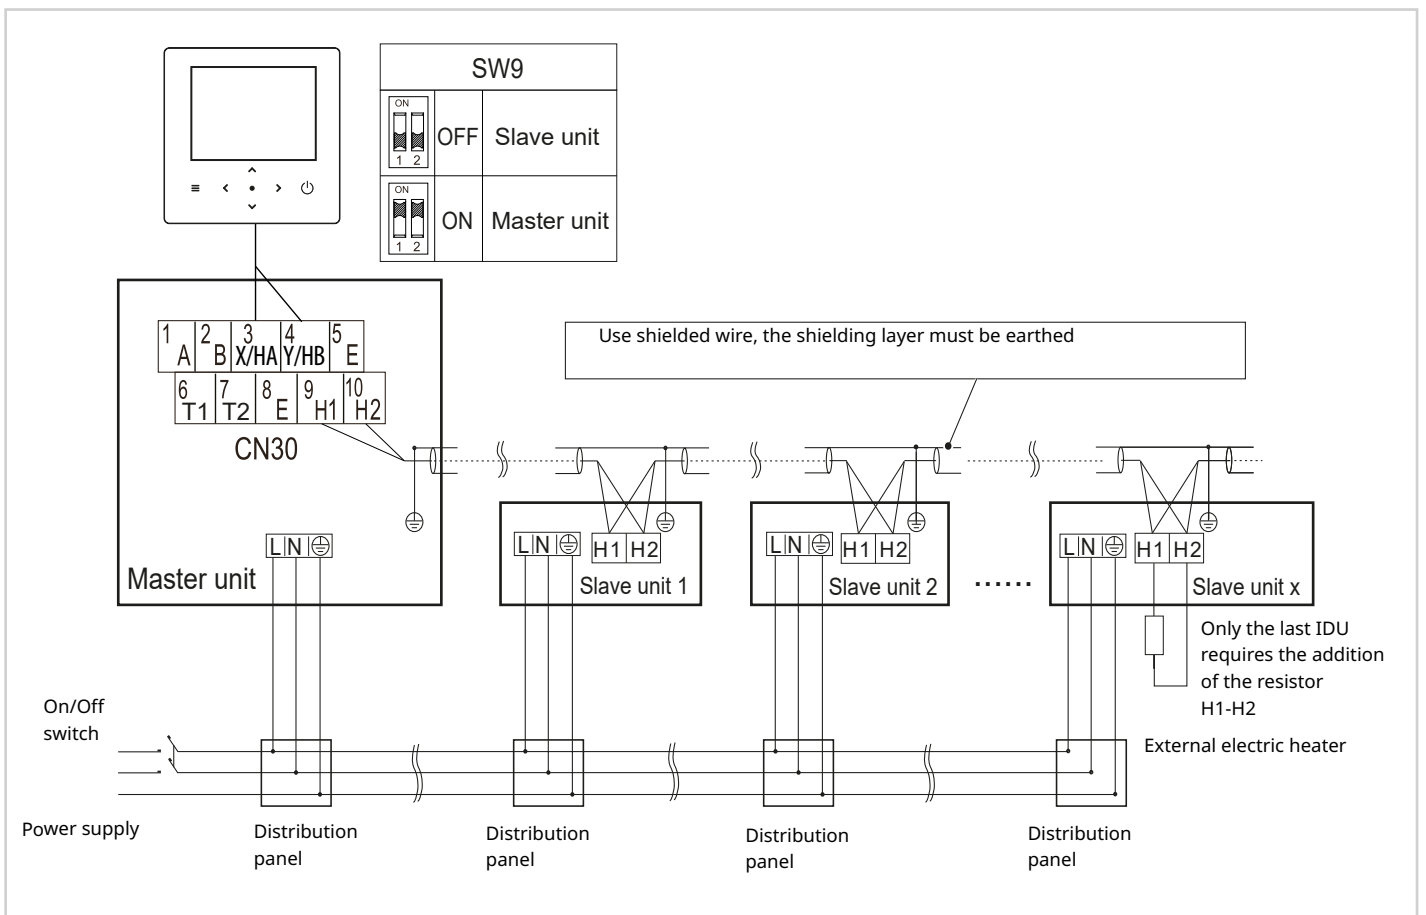 SW9
ON
1 2
OFF
Slave unit
ON
1 2
ON
Master unit
1 A
2 B
3 X/HA
4 Y/HB
5 E
6 T1
7 T2
8 E
9 H1
10 H2
CN30
Use shielded wire, the shielding layer must be earthed
L N
Master unit
L N
H1 H2
Slave unit 1
L N
H1 H2
Slave unit 2
......
L N
H1 H2
Slave unit x
Only the last IDU
requires the addition
of the resistor
H1-H2
On/Off
switch
External electric heater
Power supply
Distribution
panel
Distribution
panel
Distribution
panel
Distribution
panel